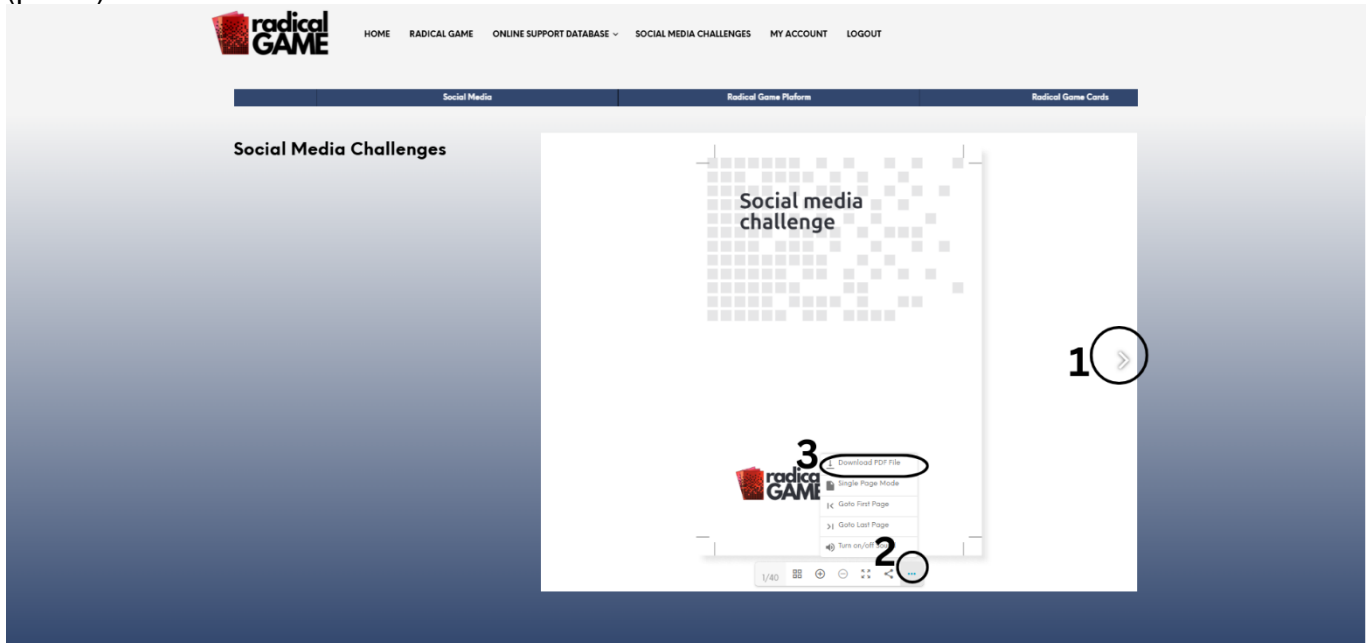 radical
GAME
HOME RADICAL GAME ONLINE SUPPORT DATABASE SOCIAL MEDIA CHALLENGES MY ACCOUNT LOGOUT
Social Media Radical Game Plaform Radical Game Cards
Social Media Challenges
Social media
challenge
1
3
Download PDF File
radica
GAME
Single Page Mode
Goto First Page
Goto Last Page
Turn on/off
2
1/40